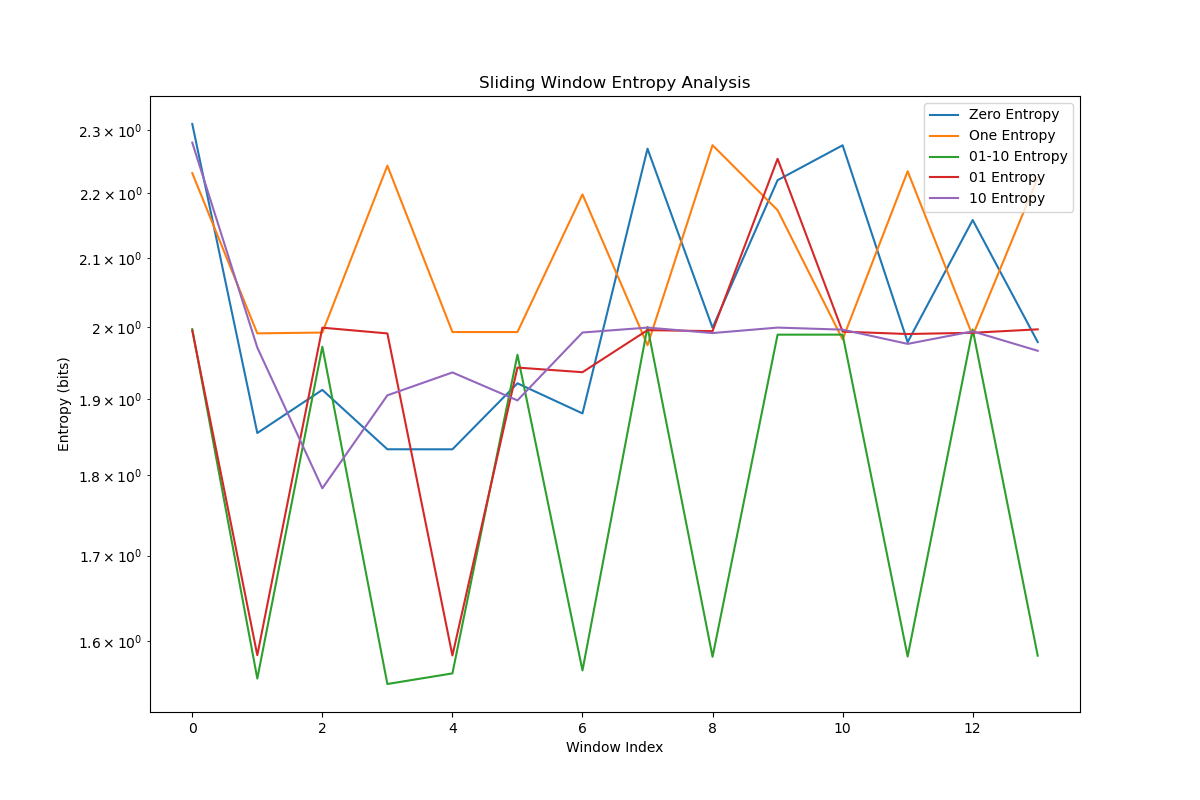 Sliding Window Entropy Analysis
Zero Entropy
One Entropy
01-10 Entropy
01 Entropy
10 Entropy
2.3 × 10⁰
2.2 × 10⁰
2.1 × 10⁰
2 × 10⁰
1.9 × 10⁰
1.8 × 10⁰
1.7 × 10⁰
1.6 × 10⁰
Entropy (bits)
0 2 4 6 8 10 12
Window Index